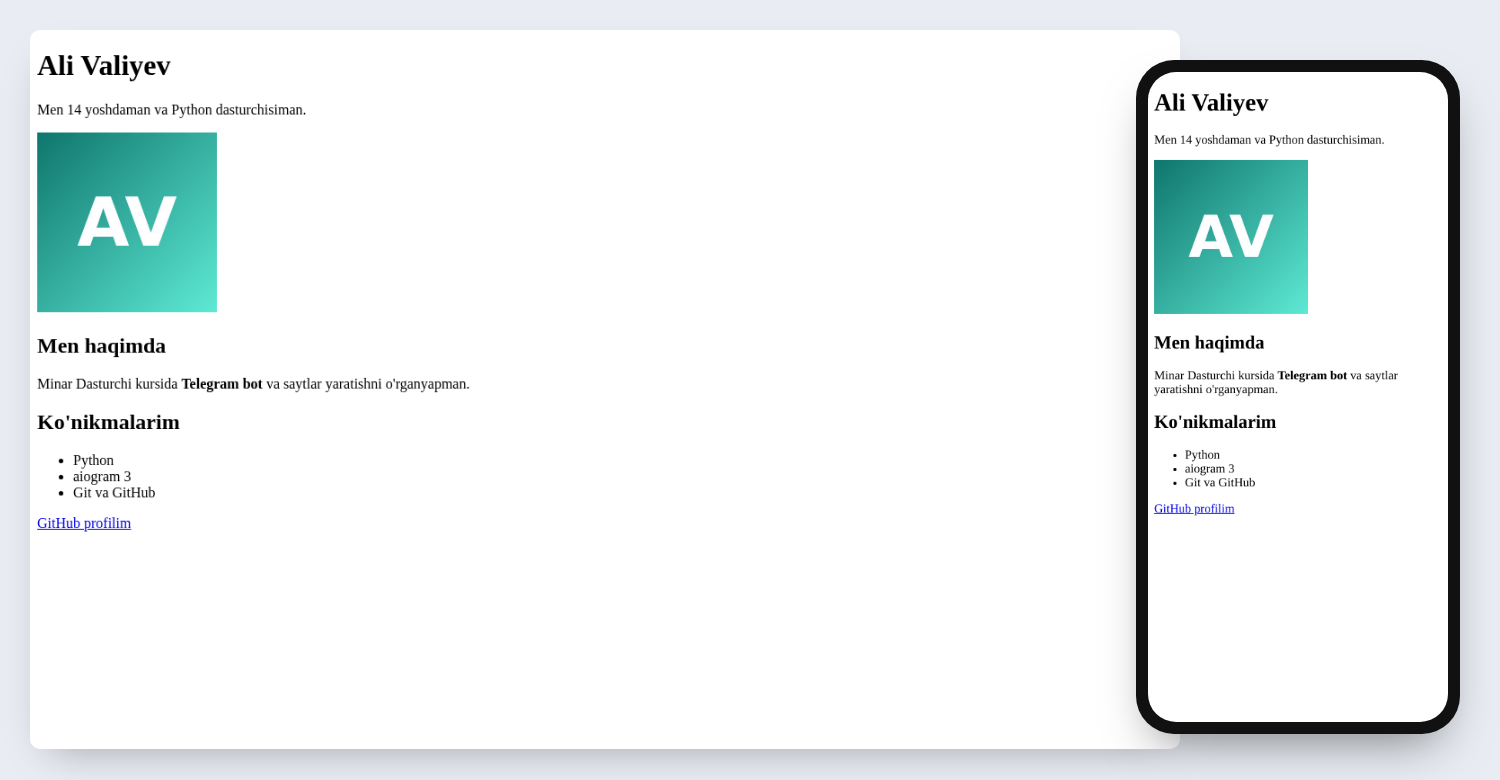 Ali Valiyev
Men 14 yoshdaman va Python dasturchisiman.
AV
Men haqimda
Minar Dasturchi kursida Telegram bot va saytlar yaratishni o'rganyapman.
Ko'nikmalarim
Python
aiogram 3
Git va GitHub
GitHub profilim
Ali Valiyev
Men 14 yoshdaman va Python dasturchisiman.
AV
Men haqimda
Minar Dasturchi kursida Telegram bot va saytlar
yaratishni o'rganyapman.
Ko'nikmalarim
Python
aiogram 3
Git va GitHub
GitHub profilim